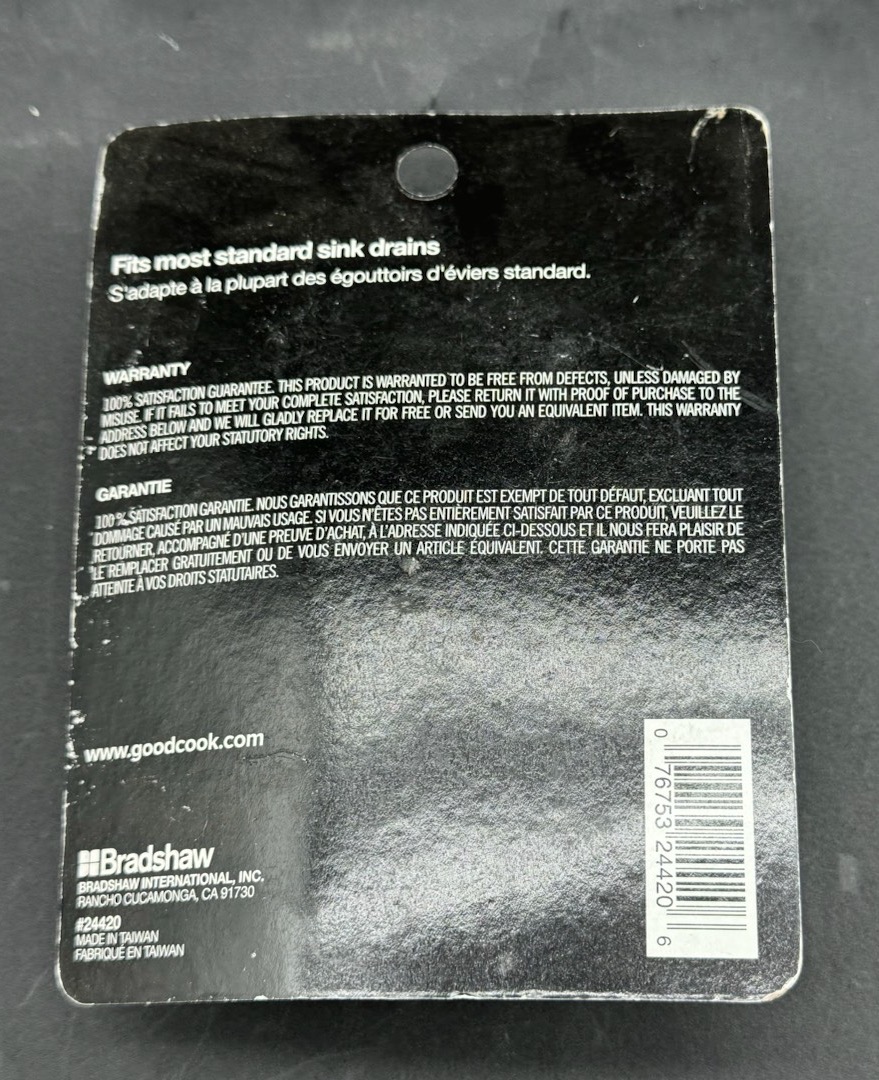 Fits most standard sink drains
S'adapte à la plupart des égouttoirs d'éviers standard.
WARRANTY
100% SATISFACTION GUARANTEE. THIS PRODUCT IS WARRANTED TO BE FREE FROM DEFECTS, UNLESS DAMAGED BY
MISUSE. IF IT FAILS TO MEET YOUR COMPLETE SATISFACTION, PLEASE RETURN IT WITH PROOF OF PURCHASE TO THE
ADDRESS BELOW AND WE WILL GLADLY REPLACE IT FOR FREE OR SEND YOU AN EQUIVALENT ITEM. THIS WARRANTY
DOES NOT AFFECT YOUR STATUTORY RIGHTS.
GARANTIE
100 % SATISFACTION GARANTIE. NOUS GARANTISSONS QUE CE PRODUIT EST EXEMPT DE TOUT DÉFAUT, EXCLUANT TOUT
DOMMAGE CAUSÉ PAR UN MAUVAIS USAGE. SI VOUS N'ÊTES PAS ENTIÈREMENT SATISFAIT PAR CE PRODUIT, VEUILLEZ LE
RETOURNER, ACCOMPAGNÉ D'UNE PREUVE D'ACHAT, À L'ADRESSE INDIQUÉE CI-DESSOUS ET IL NOUS FERA PLAISIR DE
LE REMPLACER GRATUITEMENT OU DE VOUS ENVOYER UN ARTICLE ÉQUIVALENT. CETTE GARANTIE NE PORTE PAS
ATTEINTE À VOS DROITS STATUTAIRES.
www.goodcook.com
Bradshaw
BRADSHAW INTERNATIONAL, INC.
RANCHO CUCAMONGA, CA 91730
#24420
MADE IN TAIWAN
FABRIQUÉ EN TAIWAN
0 76753 24420 6